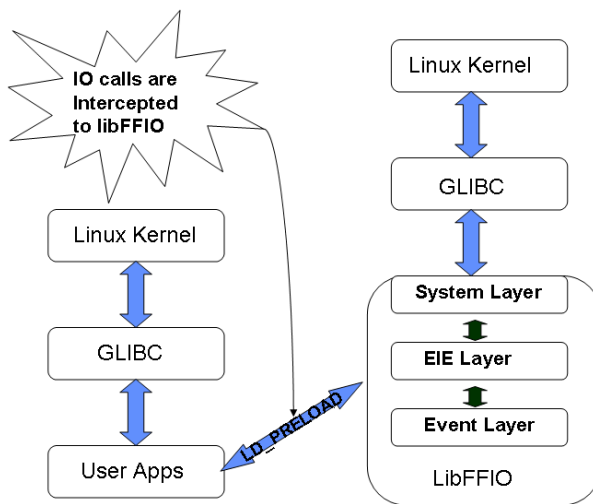 IO calls are
Intercepted
to libFFIO
Linux Kernel
GLIBC
User Apps
LD_PRELOAD
Linux Kernel
GLIBC
System Layer
EIE Layer
Event Layer
LibFFIO